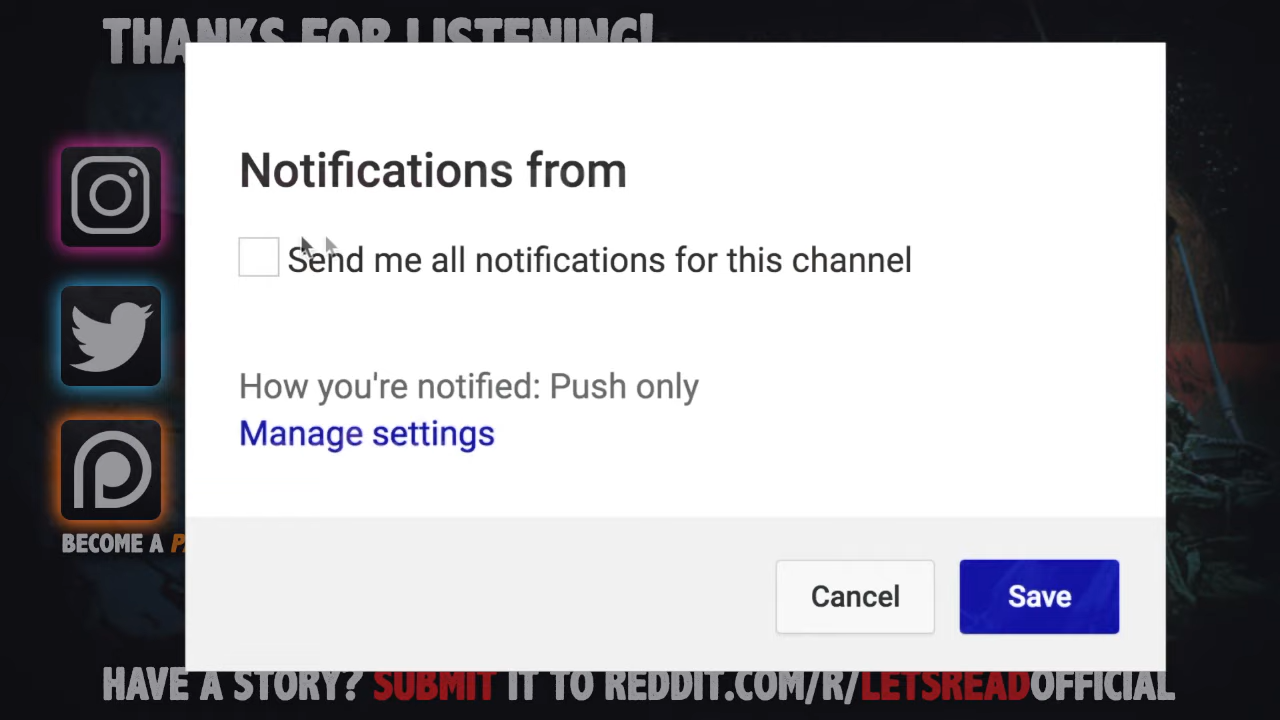 THANKS FOR LISTENING!
Notifications from
Send me all notifications for this channel
How you're notified: Push only
Manage settings
BECOME A
Cancel
Save
HAVE A STORY? SUBMIT IT TO REDDIT.COM/R/LETSREADOFFICIAL